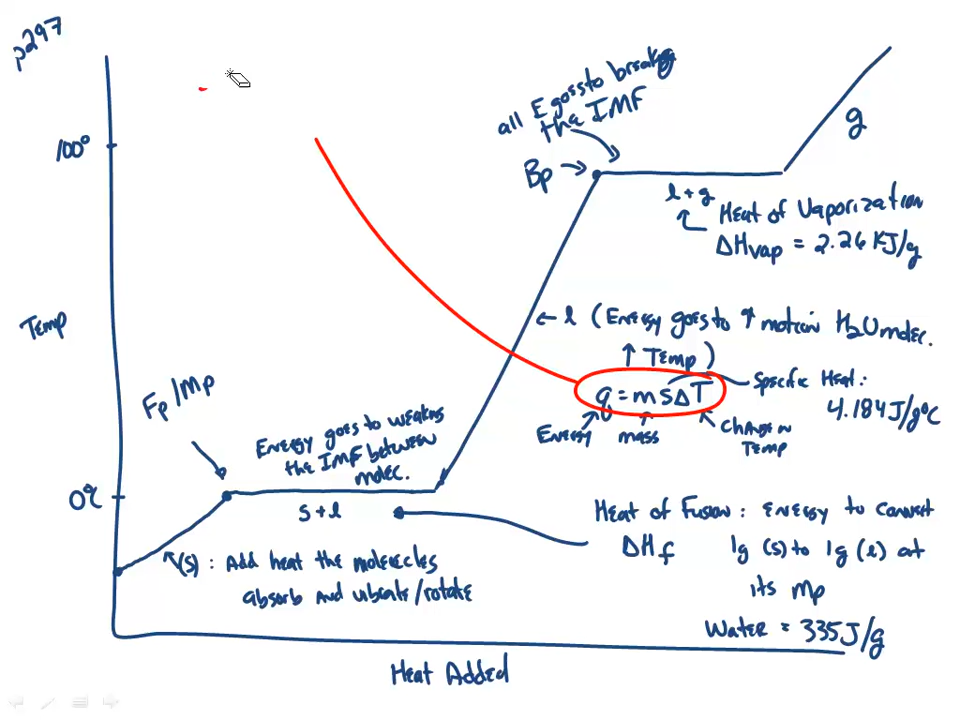 p297
all E goes to breaking
the IMF
100°
Bp
g
l + g
Heat of Vaporization
ΔHvap = 2.26 KJ/g
Temp
l (Energy goes to ↑ motion H2O molec.
↑ Temp)
Fp/Mp
q = m s Δ T
Specific Heat:
4.184 J/g°C
Energy
mass
Change in
Temp
Energy goes to weaken
the IMF between
molec.
0°C
s + l
Heat of Fusion: energy to convert
ΔHf
1g (s) to 1g (l) at
its mp
Water = 335 J/g
(s): Add heat the molecules
absorb and vibrate/rotate
Heat Added